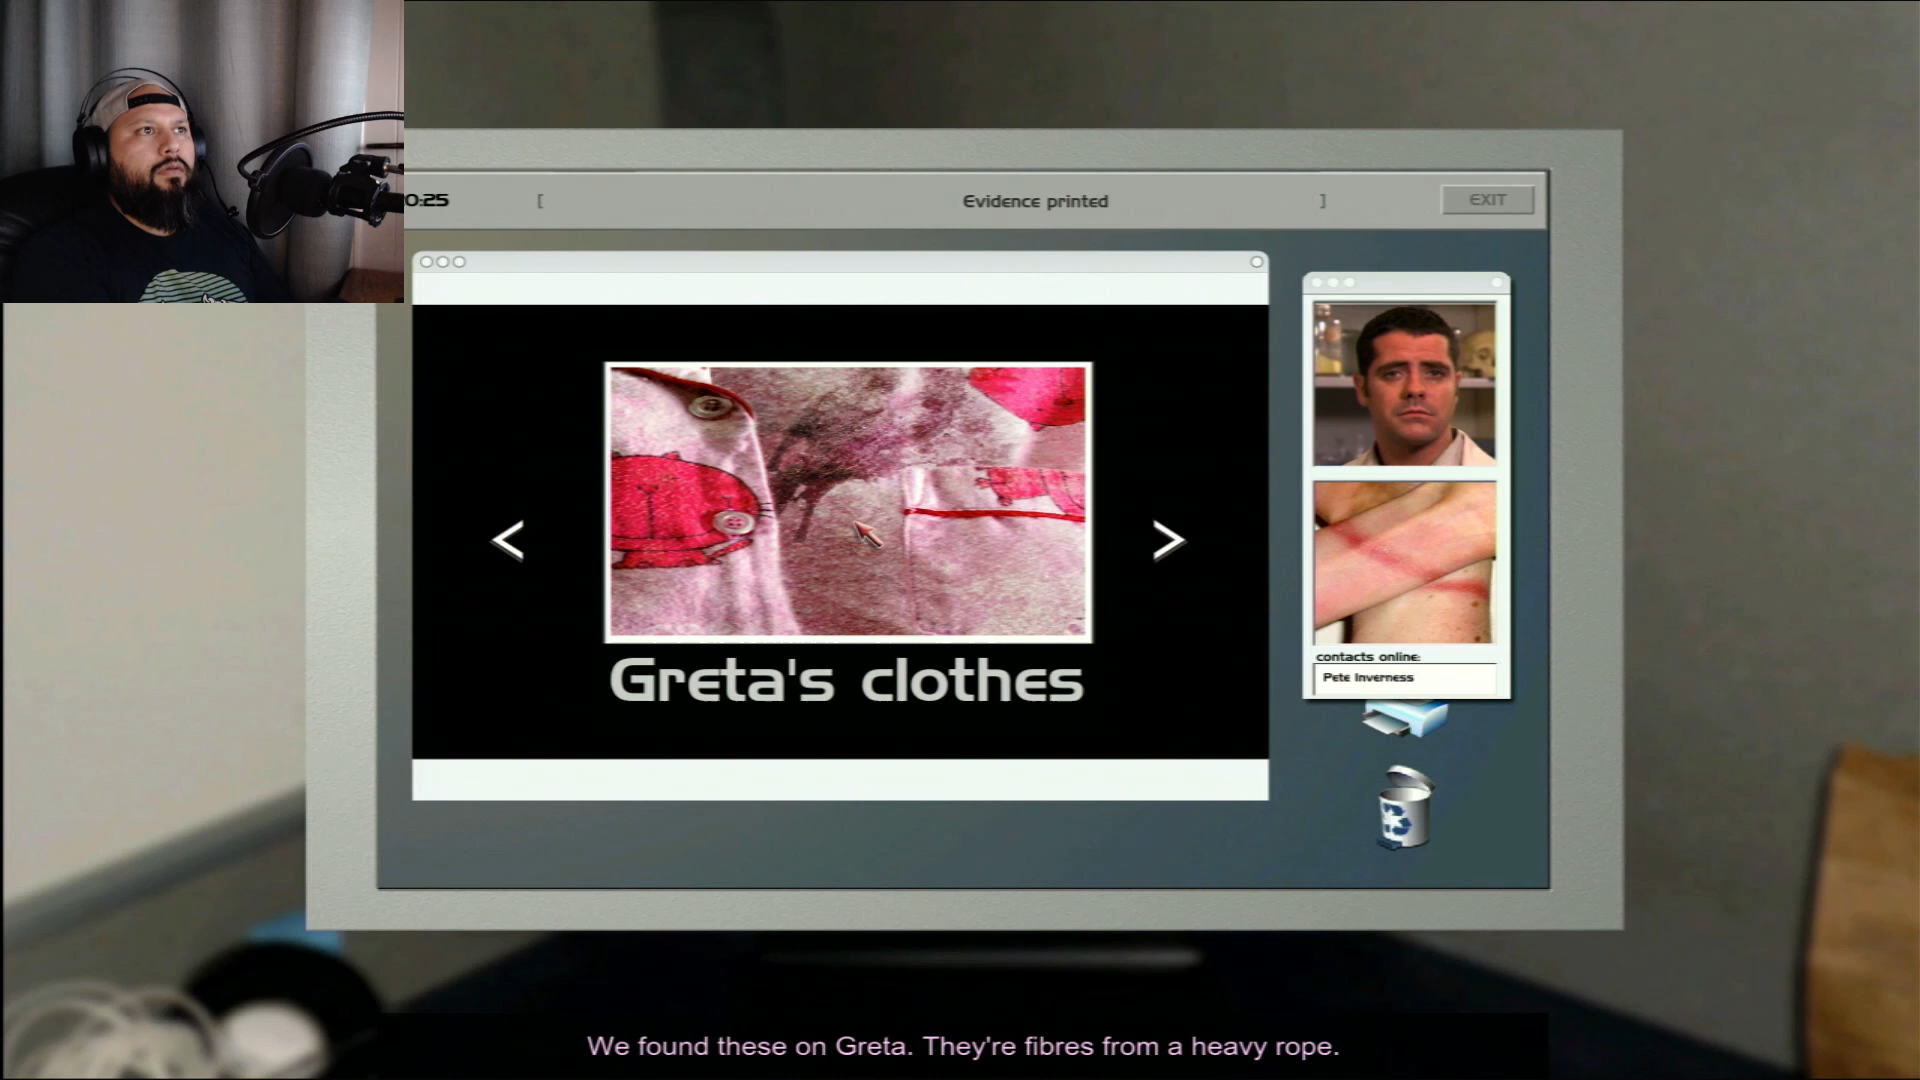 0:25
[ Evidence printed ]
EXIT
Greta's clothes
contacts online:
Pete Inverness
We found these on Greta. They're fibres from a heavy rope.